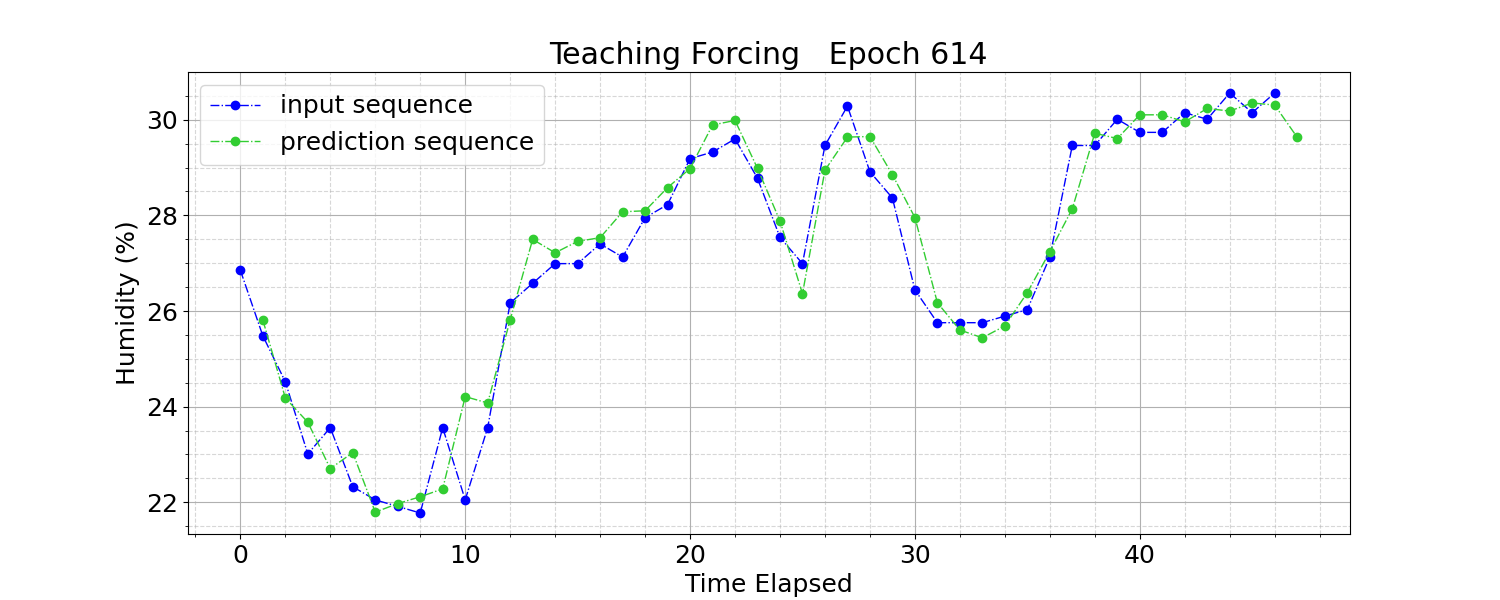 Teaching Forcing   Epoch 614
input sequence
prediction sequence
Humidity (%)
30
28
26
24
22
0 10 20 30 40
Time Elapsed